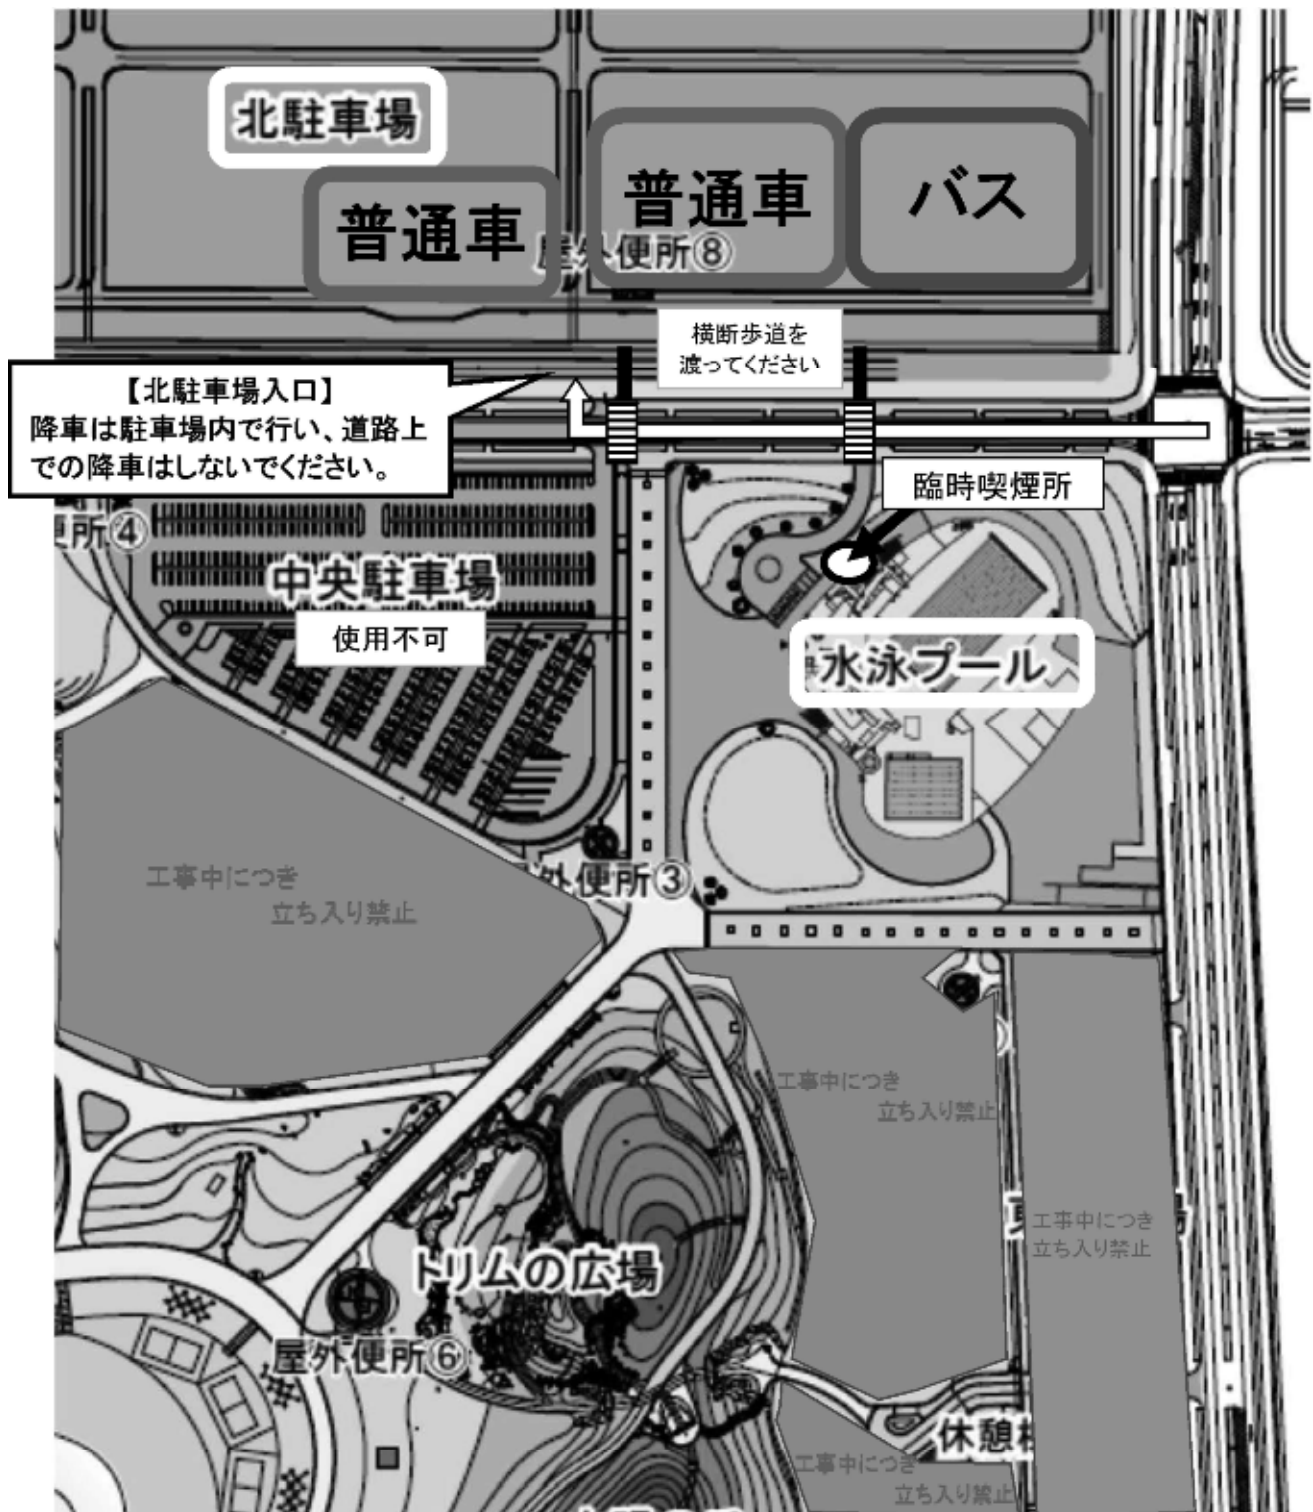 北駐車場
普通車
普通車
バス
屋外便所⑧
横断歩道を
渡ってください
【北駐車場入口】
降車は駐車場内で行い、道路上
での降車はしないでください。
臨時喫煙所
便所④
中央駐車場
使用不可
水泳プール
工事中につき
立ち入り禁止
外便所③
工事中につき
立ち入り禁止
工事中につき
立ち入り禁止
トリムの広場
屋外便所⑥
休憩
工事中につき
立ち入り禁止